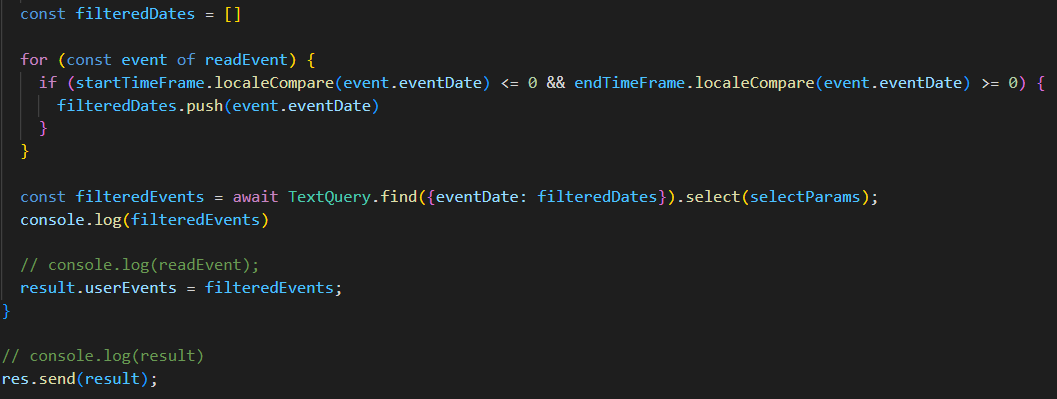 const filteredDates = []
for (const event of readEvent) {
if (startTimeFrame.localeCompare(event.eventDate) <= 0 && endTimeFrame.localeCompare(event.eventDate) >= 0) {
filteredDates.push(event.eventDate)
}
}
const filteredEvents = await TextQuery.find({eventDate: filteredDates}).select(selectParams);
console.log(filteredEvents)
// console.log(readEvent);
result.userEvents = filteredEvents;
}
// console.log(result)
res.send(result);